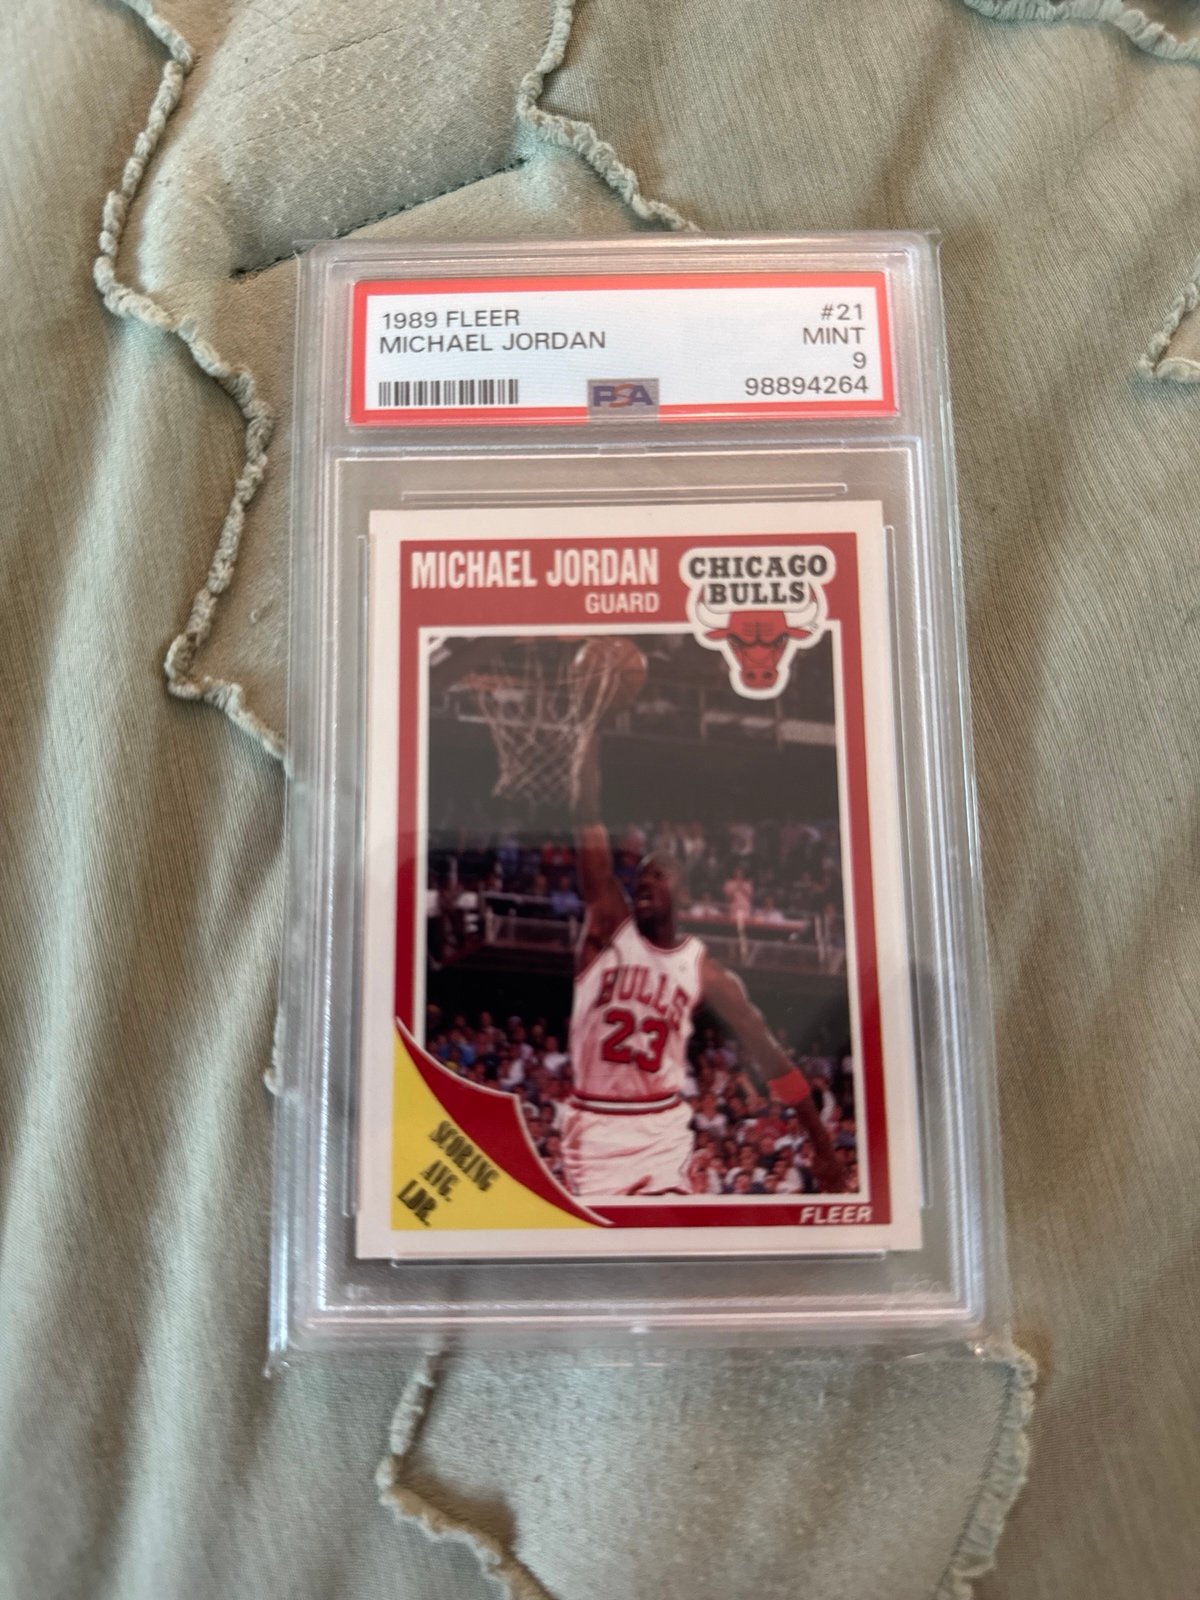 1989 FLEER #21
MICHAEL JORDAN MINT
9
PSA 98894264
MICHAEL JORDAN
GUARD
CHICAGO
BULLS
BULLS
23
SCORING
AVG.
LDR.
FLEER